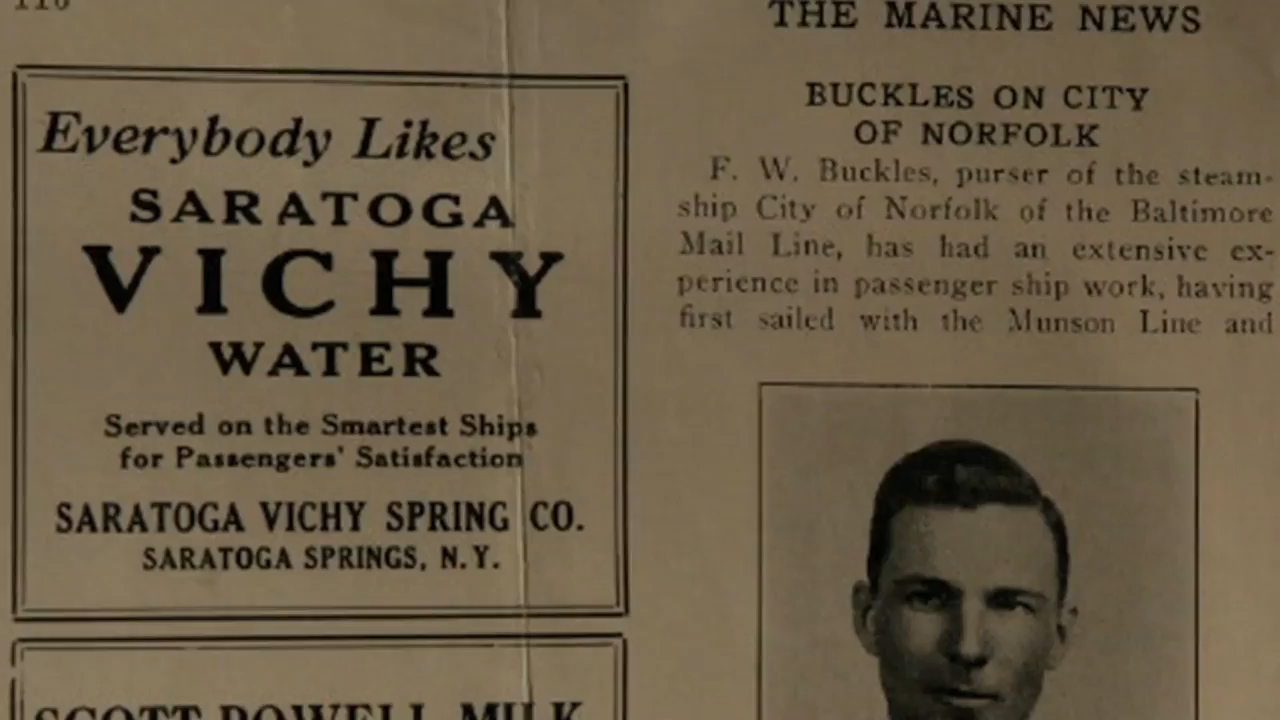 110
THE MARINE NEWS
Everybody Likes
SARATOGA
VICHY
WATER
Served on the Smartest Ships
for Passengers' Satisfaction
SARATOGA VICHY SPRING CO.
SARATOGA SPRINGS, N.Y.
SCOTT-POWELL MILK
BUCKLES ON CITY
OF NORFOLK
F. W. Buckles, purser of the steam-
ship City of Norfolk of the Baltimore
Mail Line, has had an extensive ex-
perience in passenger ship work, having
first sailed with the Munson Line and